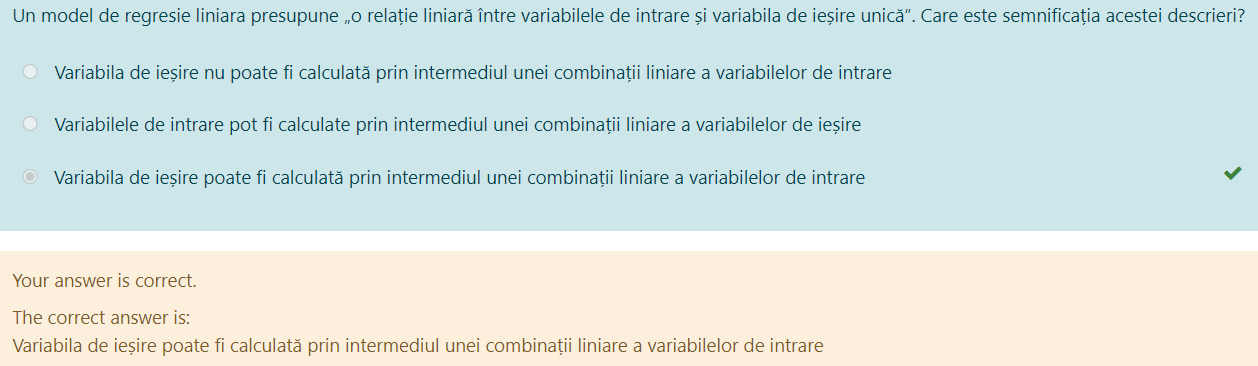 Un model de regresie liniara presupune „o relație liniară între variabilele de intrare și variabila de ieșire unică”. Care este semnificația acestei descrieri?
Variabila de ieșire nu poate fi calculată prin intermediul unei combinații liniare a variabilelor de intrare
Variabilele de intrare pot fi calculate prin intermediul unei combinații liniare a variabilelor de ieșire
Variabila de ieșire poate fi calculată prin intermediul unei combinații liniare a variabilelor de intrare
Your answer is correct.
The correct answer is:
Variabila de ieșire poate fi calculată prin intermediul unei combinații liniare a variabilelor de intrare